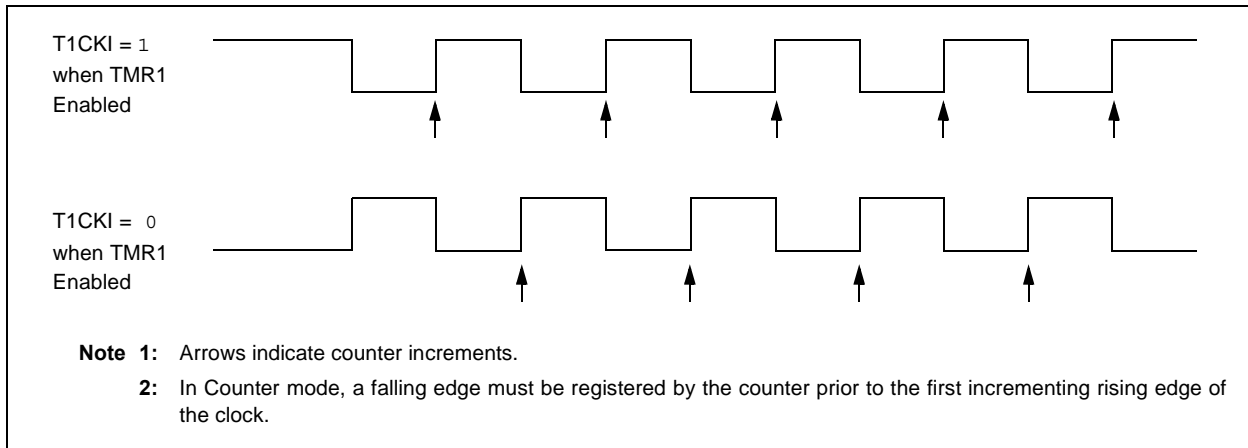 T1CKI = 1
when TMR1
Enabled
T1CKI = 0
when TMR1
Enabled
Note 1: Arrows indicate counter increments.
2: In Counter mode, a falling edge must be registered by the counter prior to the first incrementing rising edge of
the clock.